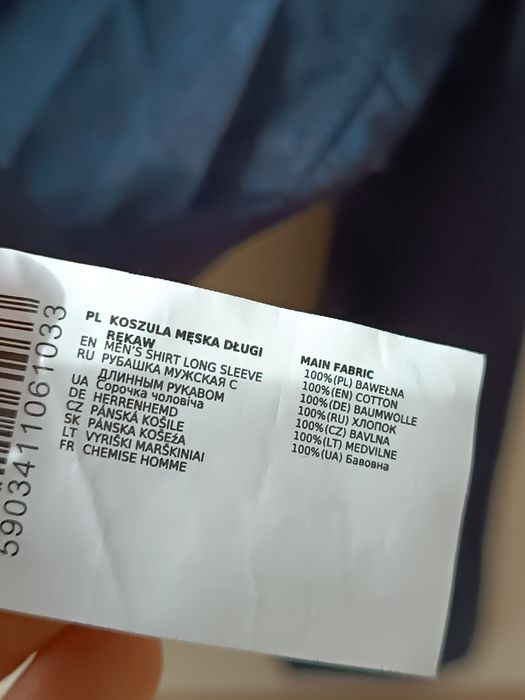 PL KOSZULA MĘSKA DŁUGI
RĘKAW
EN MEN'S SHIRT LONG SLEEVE
RU РУБАШКА МУЖСКАЯ С
ДЛИННЫМ РУКАВОМ
UA Сорочка чоловіча
DE HERRENHEMD
CZ PÁNSKÁ KOŠILE
SK PÁNSKA KOŠEŻA
LT VYRIŠKI MARŠKINIAI
FR CHEMISE HOMME
MAIN FABRIC
100%(PL) BAWEŁNA
100%(EN) COTTON
100%(DE) BAUMWOLLE
100%(RU) ХЛОПОК
100%(CZ) BAVLNA
100%(LT) MEDVILNE
100%(UA) Бавовна
5903411061033